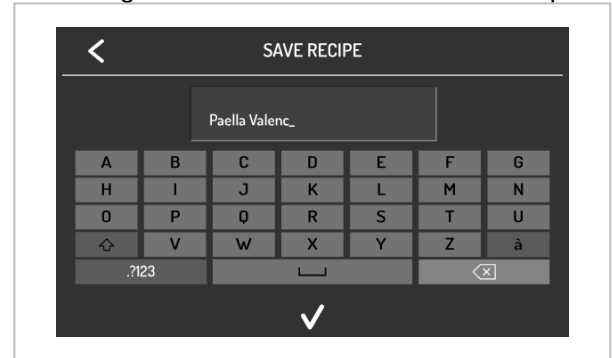 SAVE RECIPE
Paella Valenc_
A B C D E F G
H I J K L M N
O P Q R S T U
V W X Y Z à
.?123